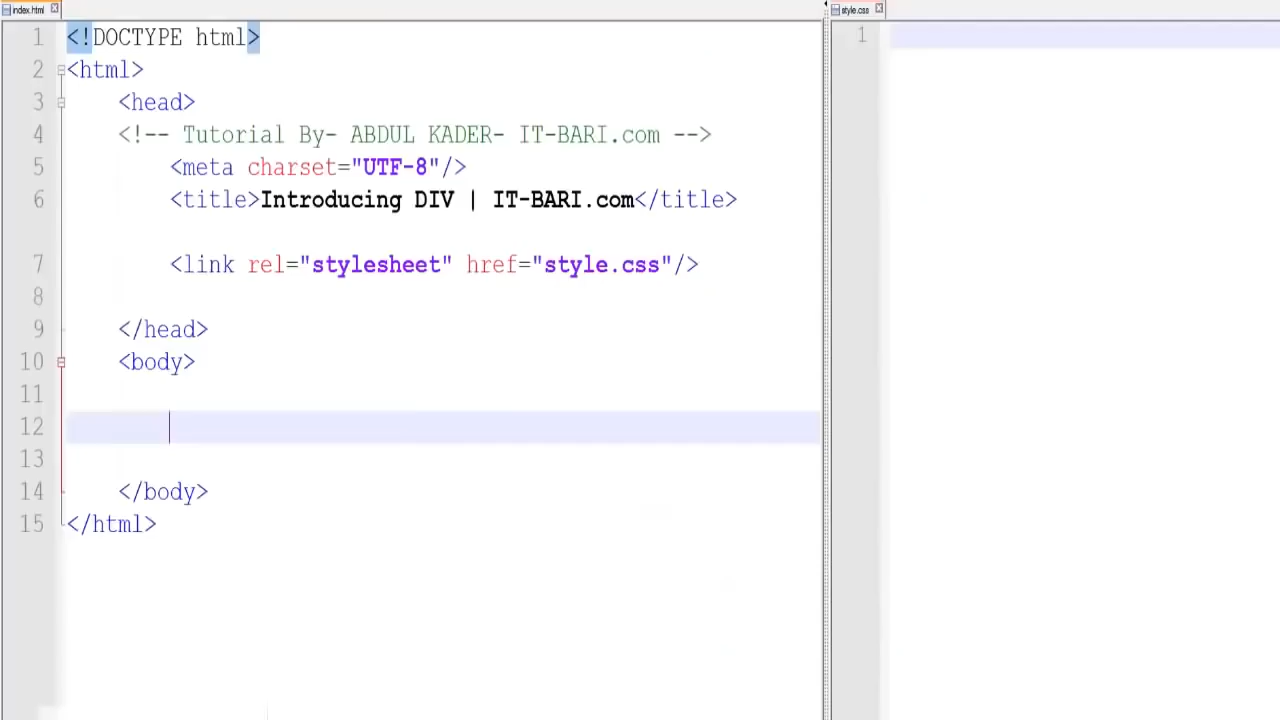 index.html
style.css
1 <!DOCTYPE html>
2 <html>
3 <head>
4 <!-- Tutorial By- ABDUL KADER- IT-BARI.com -->
5 <meta charset="UTF-8"/>
6 <title>Introducing DIV | IT-BARI.com</title>
7 <link rel="stylesheet" href="style.css"/>
8
9 </head>
10 <body>
11
12
13
14 </body>
15 </html>
1